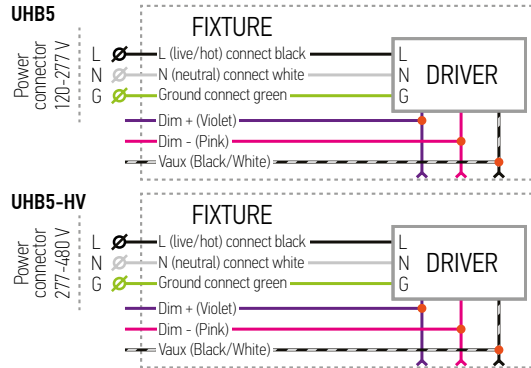 UHB5
FIXTURE
Power
connector
120-277 V
L
N
G
L (live/hot) connect black
N (neutral) connect white
Ground connect green
L
N
G
DRIVER
Dim + (Violet)
Dim - (Pink)
Vaux (Black/White)
UHB5-HV
FIXTURE
Power
connector
277-480 V
L
N
G
L (live/hot) connect black
N (neutral) connect white
Ground connect green
L
N
G
DRIVER
Dim + (Violet)
Dim - (Pink)
Vaux (Black/White)